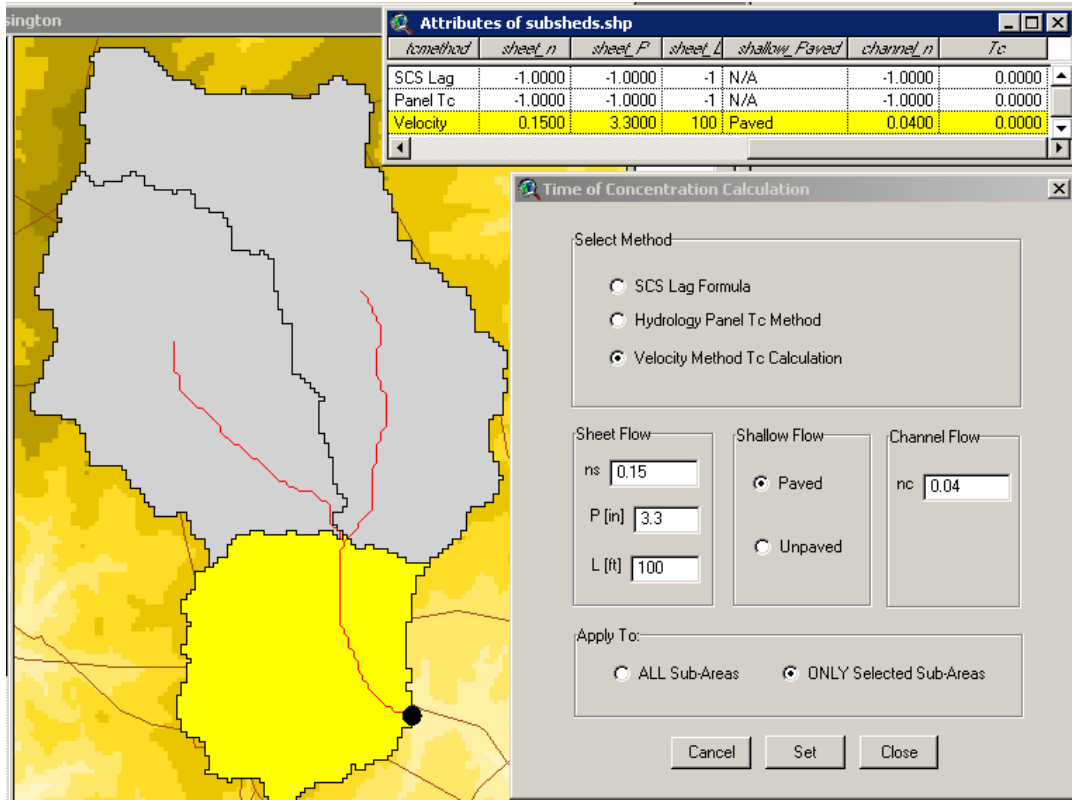 sington
Attributes of subsheds.shp
tcmethod sheet_n sheet_P sheet_L shallow_Paved channel_n Tc
SCS Lag -1.0000 -1.0000 -1 N/A -1.0000 0.0000
Panel Tc -1.0000 -1.0000 -1 N/A -1.0000 0.0000
Velocity 0.1500 3.3000 100 Paved 0.0400 0.0000
Time of Concentration Calculation
Select Method
SCS Lag Formula
Hydrology Panel Tc Method
Velocity Method Tc Calculation
Sheet Flow Shallow Flow Channel Flow
ns 0.15 Paved nc 0.04
P [in] 3.3
Unpaved
L [ft] 100
Apply To:
ALL Sub-Areas ONLY Selected Sub-Areas
Cancel Set Close